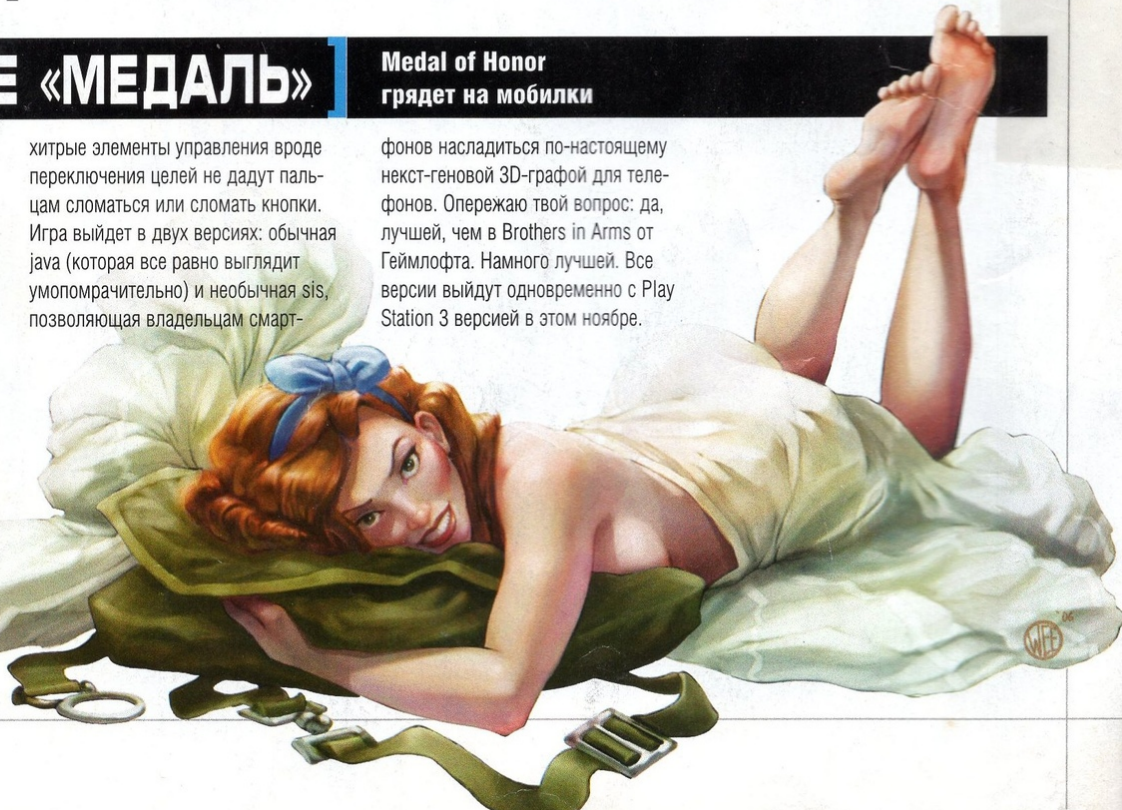 Е «МЕДАЛЬ»
Medal of Honor
грядет на мобилки
хитрые элементы управления вроде
переключения целей не дадут паль-
цам сломаться или сломать кнопки.
Игра выйдет в двух версиях: обычная
java (которая все равно выглядит
умопомрачительно) и необычная sis,
позволяющая владельцам смарт-
фонов насладиться по-настоящему
некст-геновой 3D-графой для теле-
фонов. Опережаю твой вопрос: да,
лучшей, чем в Brothers in Arms от
Геймлофта. Намного лучшей. Все
версии выйдут одновременно с Play
Station 3 версией в этом ноябре.
WEE '06